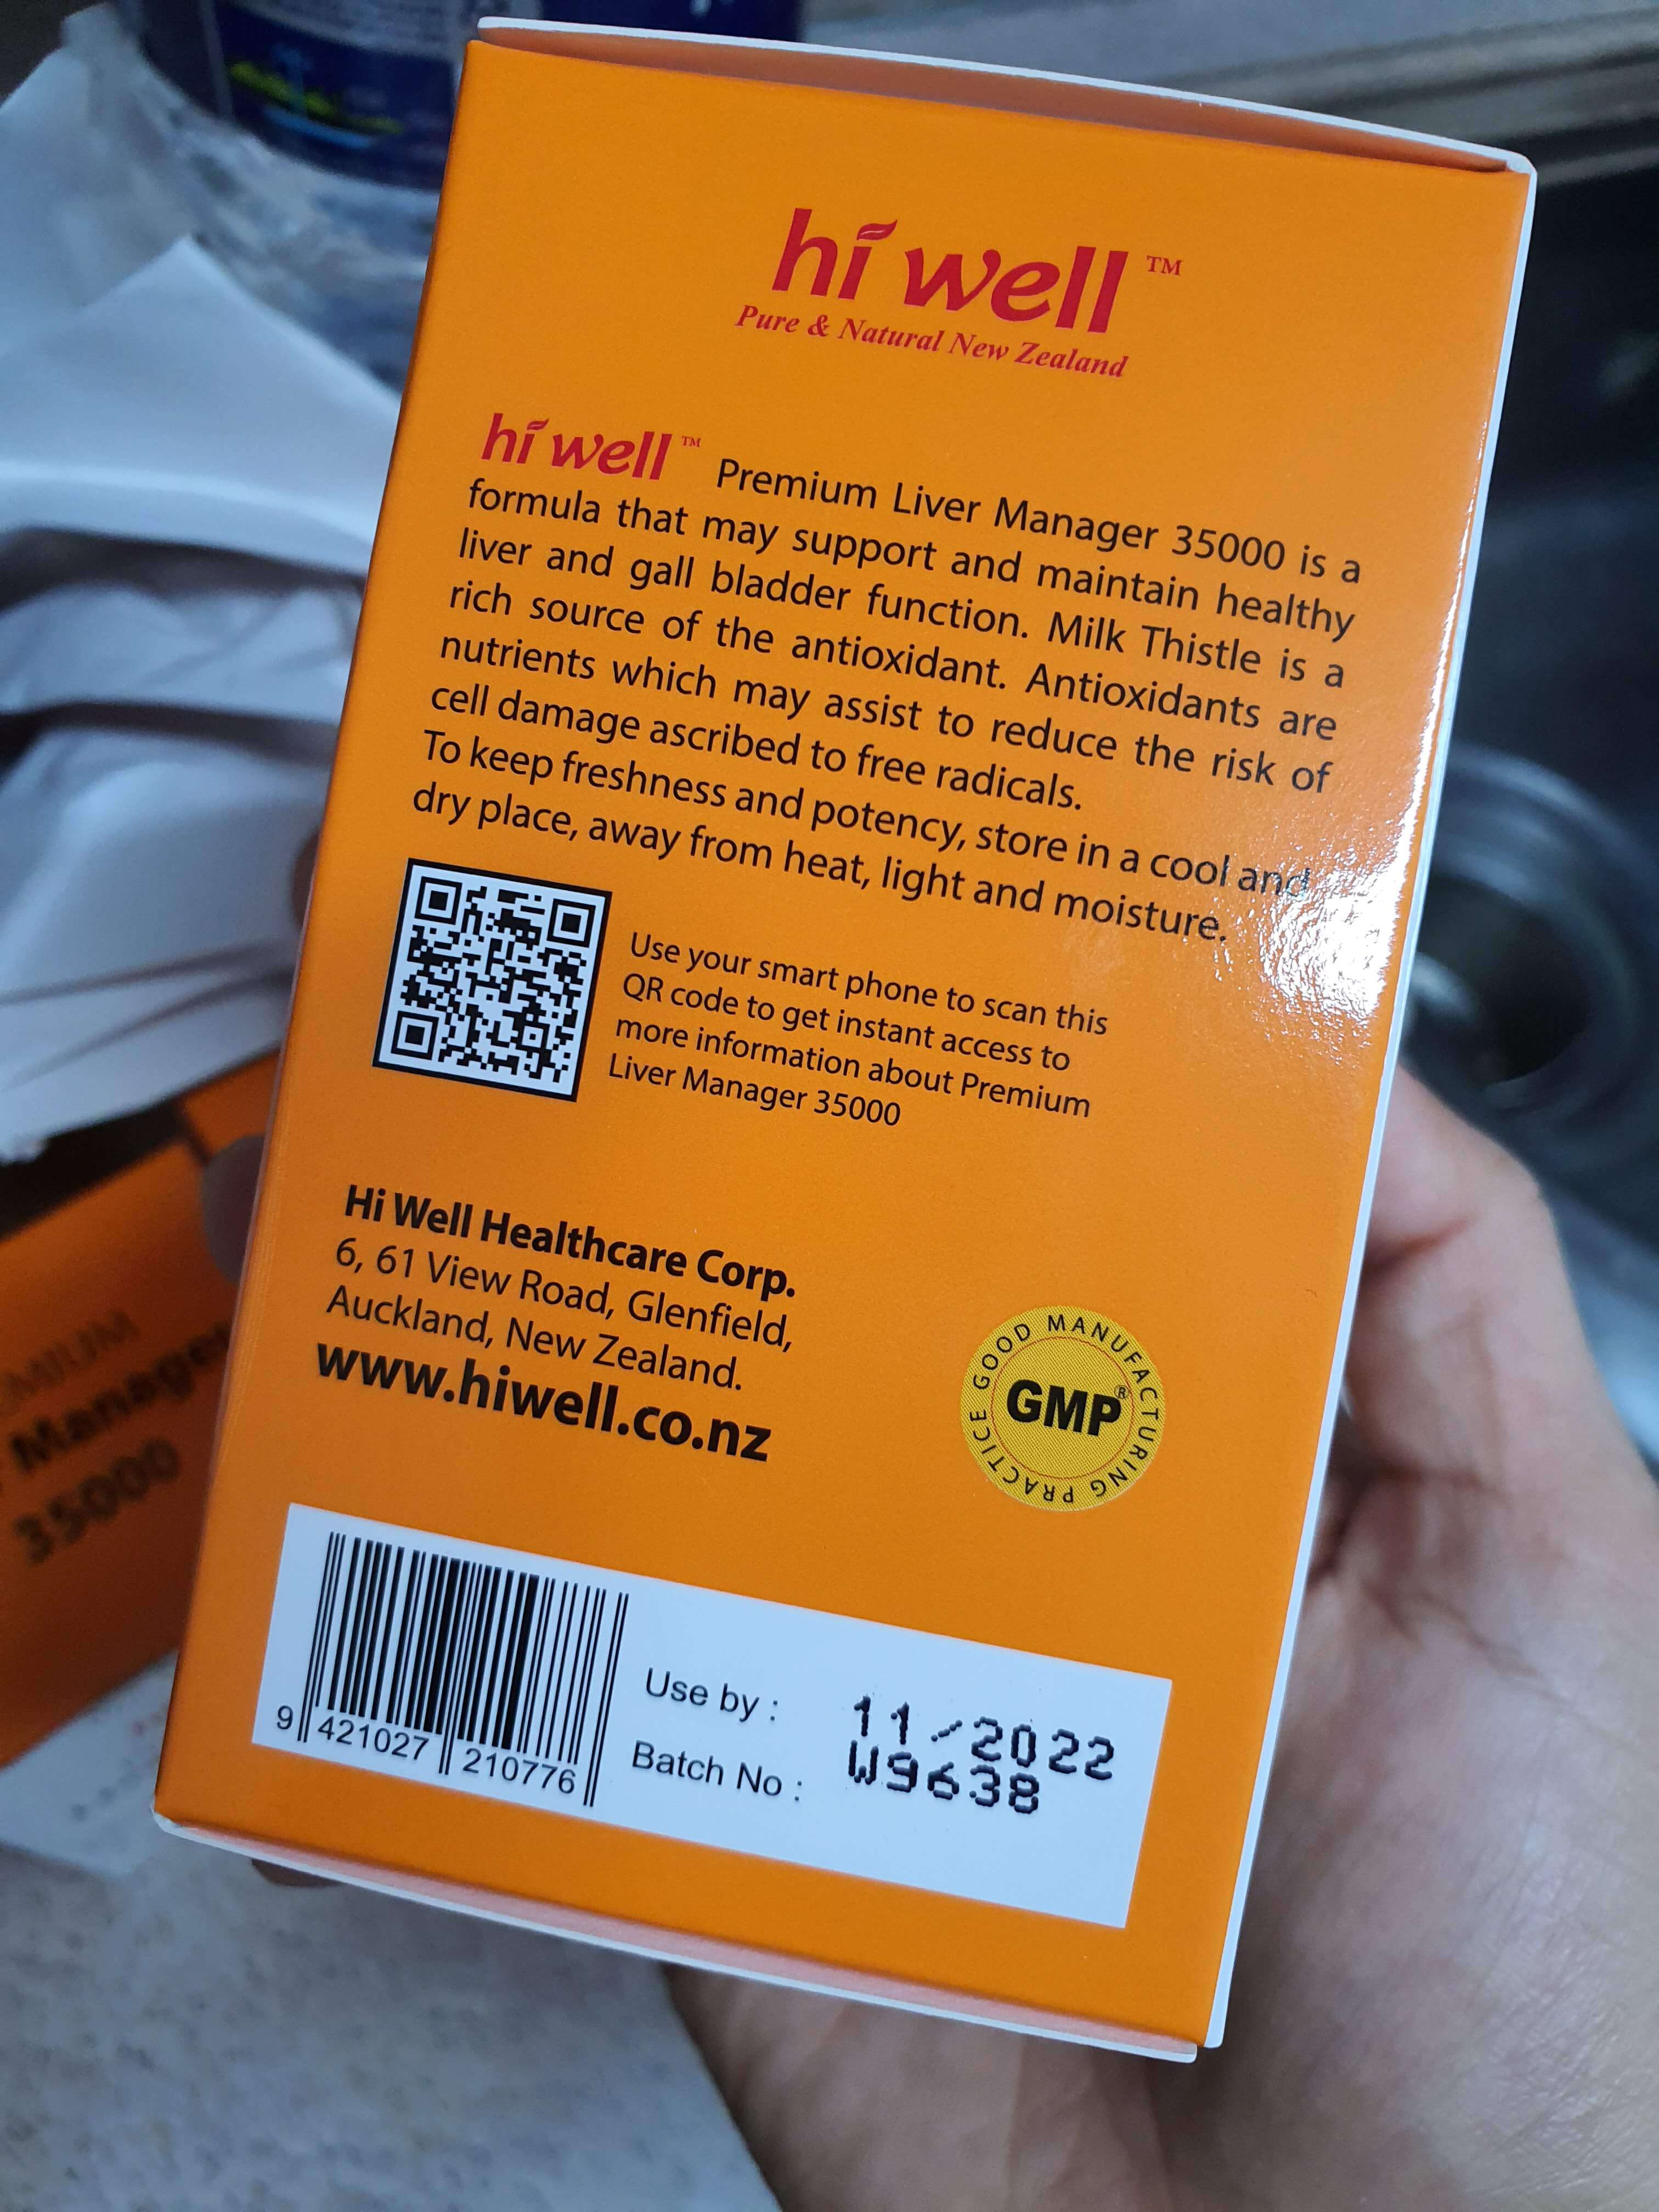 hi well ™
Pure & Natural New Zealand
hi well ™ Premium Liver Manager 35000 is a
formula that may support and maintain healthy
liver and gall bladder function. Milk Thistle is a
rich source of the antioxidant. Antioxidants are
nutrients which may assist to reduce the risk of
cell damage ascribed to free radicals.
To keep freshness and potency, store in a cool and
dry place, away from heat, light and moisture.
Use your smart phone to scan this
QR code to get instant access to
more information about Premium
Liver Manager 35000
Hi Well Healthcare Corp.
6, 61 View Road, Glenfield,
Auckland, New Zealand.
www.hiwell.co.nz
GOOD MANUFACTURING PRACTICE
GMP®
Use by : 11/2022
Batch No : W9638
9 421027 210776
Manager
35000